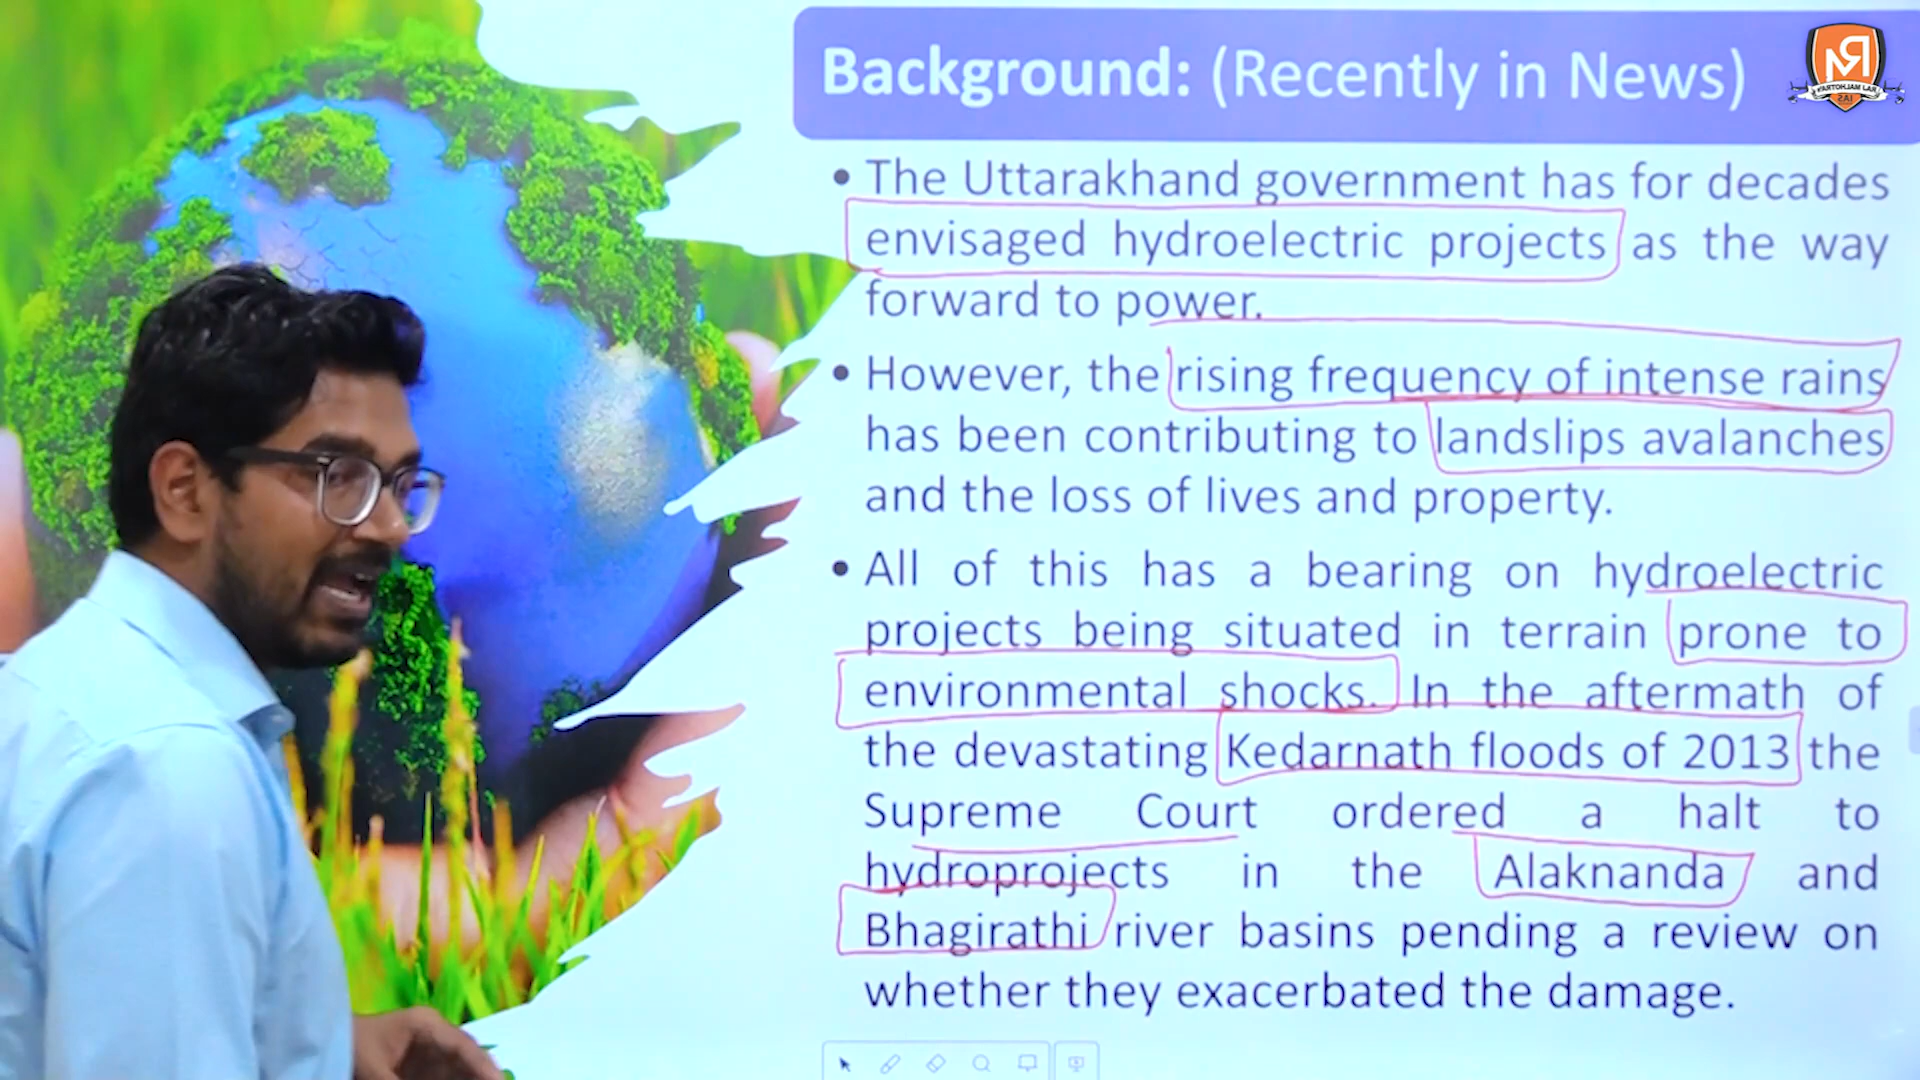 Background: (Recently in News)
• The Uttarakhand government has for decades
envisaged hydroelectric projects as the way
forward to power.
• However, the rising frequency of intense rains
has been contributing to landslips avalanches
and the loss of lives and property.
• All of this has a bearing on hydroelectric
projects being situated in terrain prone to
environmental shocks. In the aftermath of
the devastating Kedarnath floods of 2013 the
Supreme Court ordered a halt to
hydroprojects in the Alaknanda and
Bhagirathi river basins pending a review on
whether they exacerbated the damage.
RAJ MALHOTRA'S
IAS